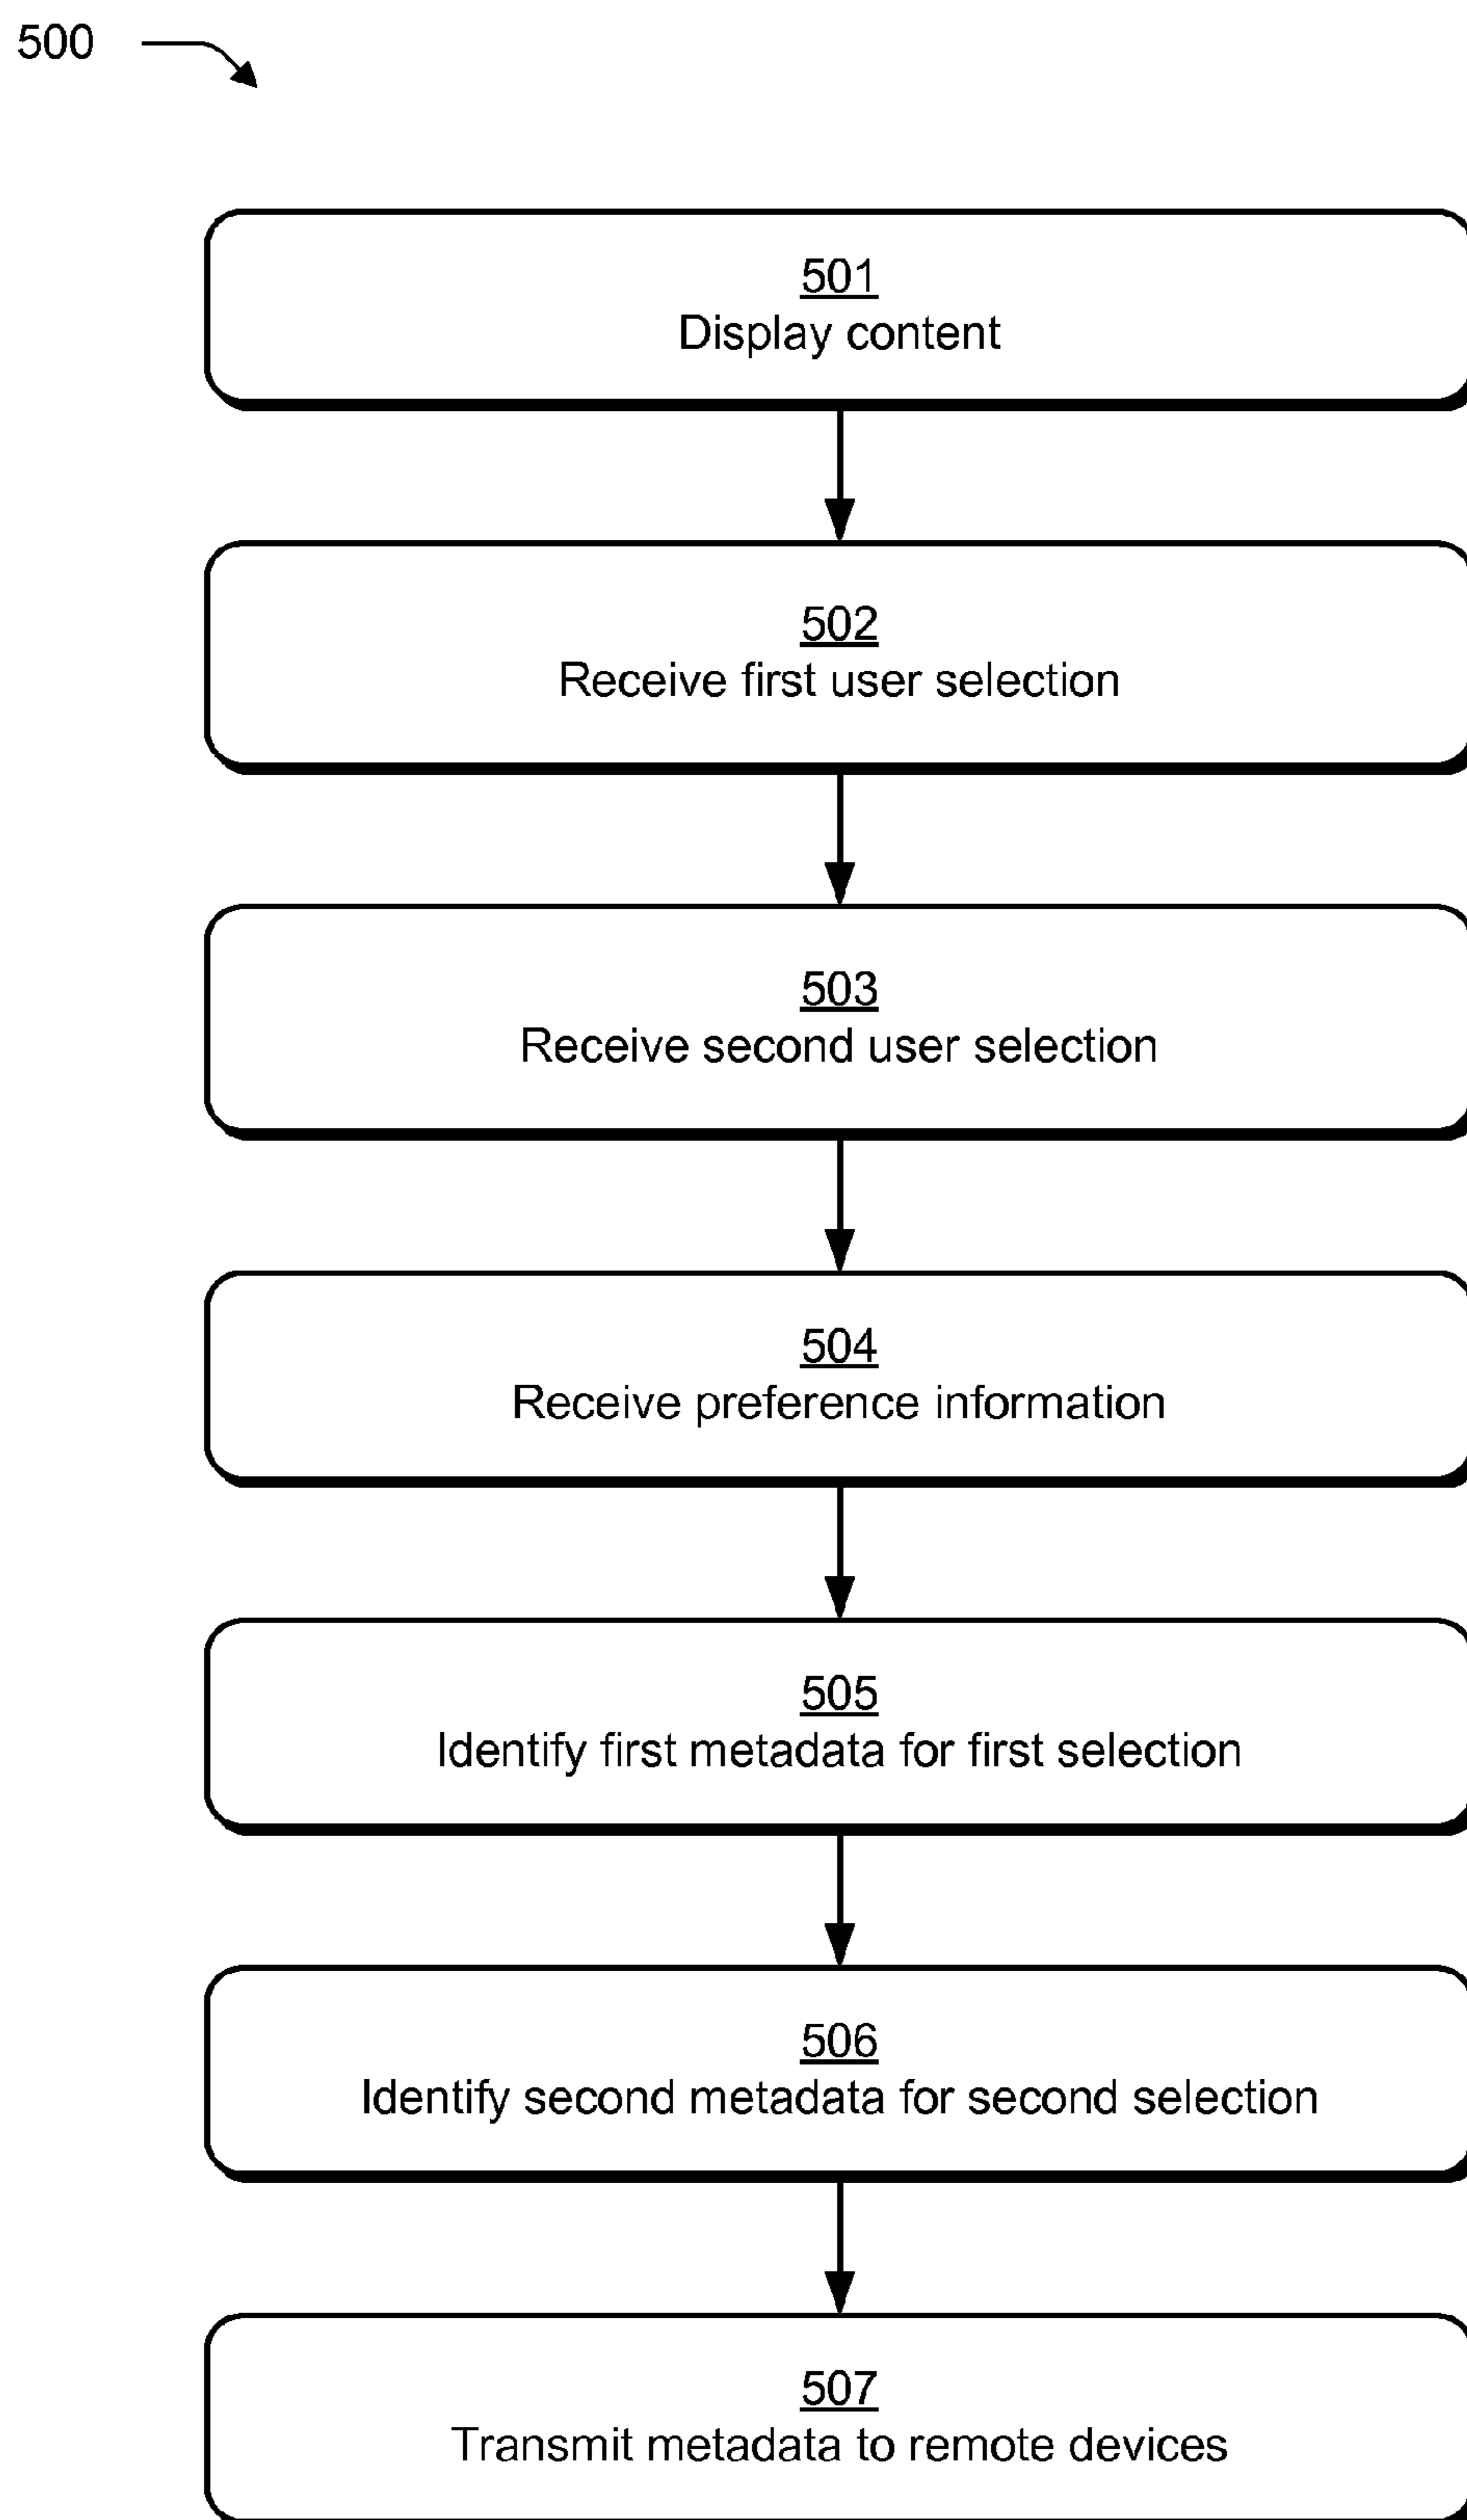 500
501
Display content
502
Receive first user selection
503
Receive second user selection
504
Receive preference information
505
Identify first metadata for first selection
506
Identify second metadata for second selection
507
Transmit metadata to remote devices